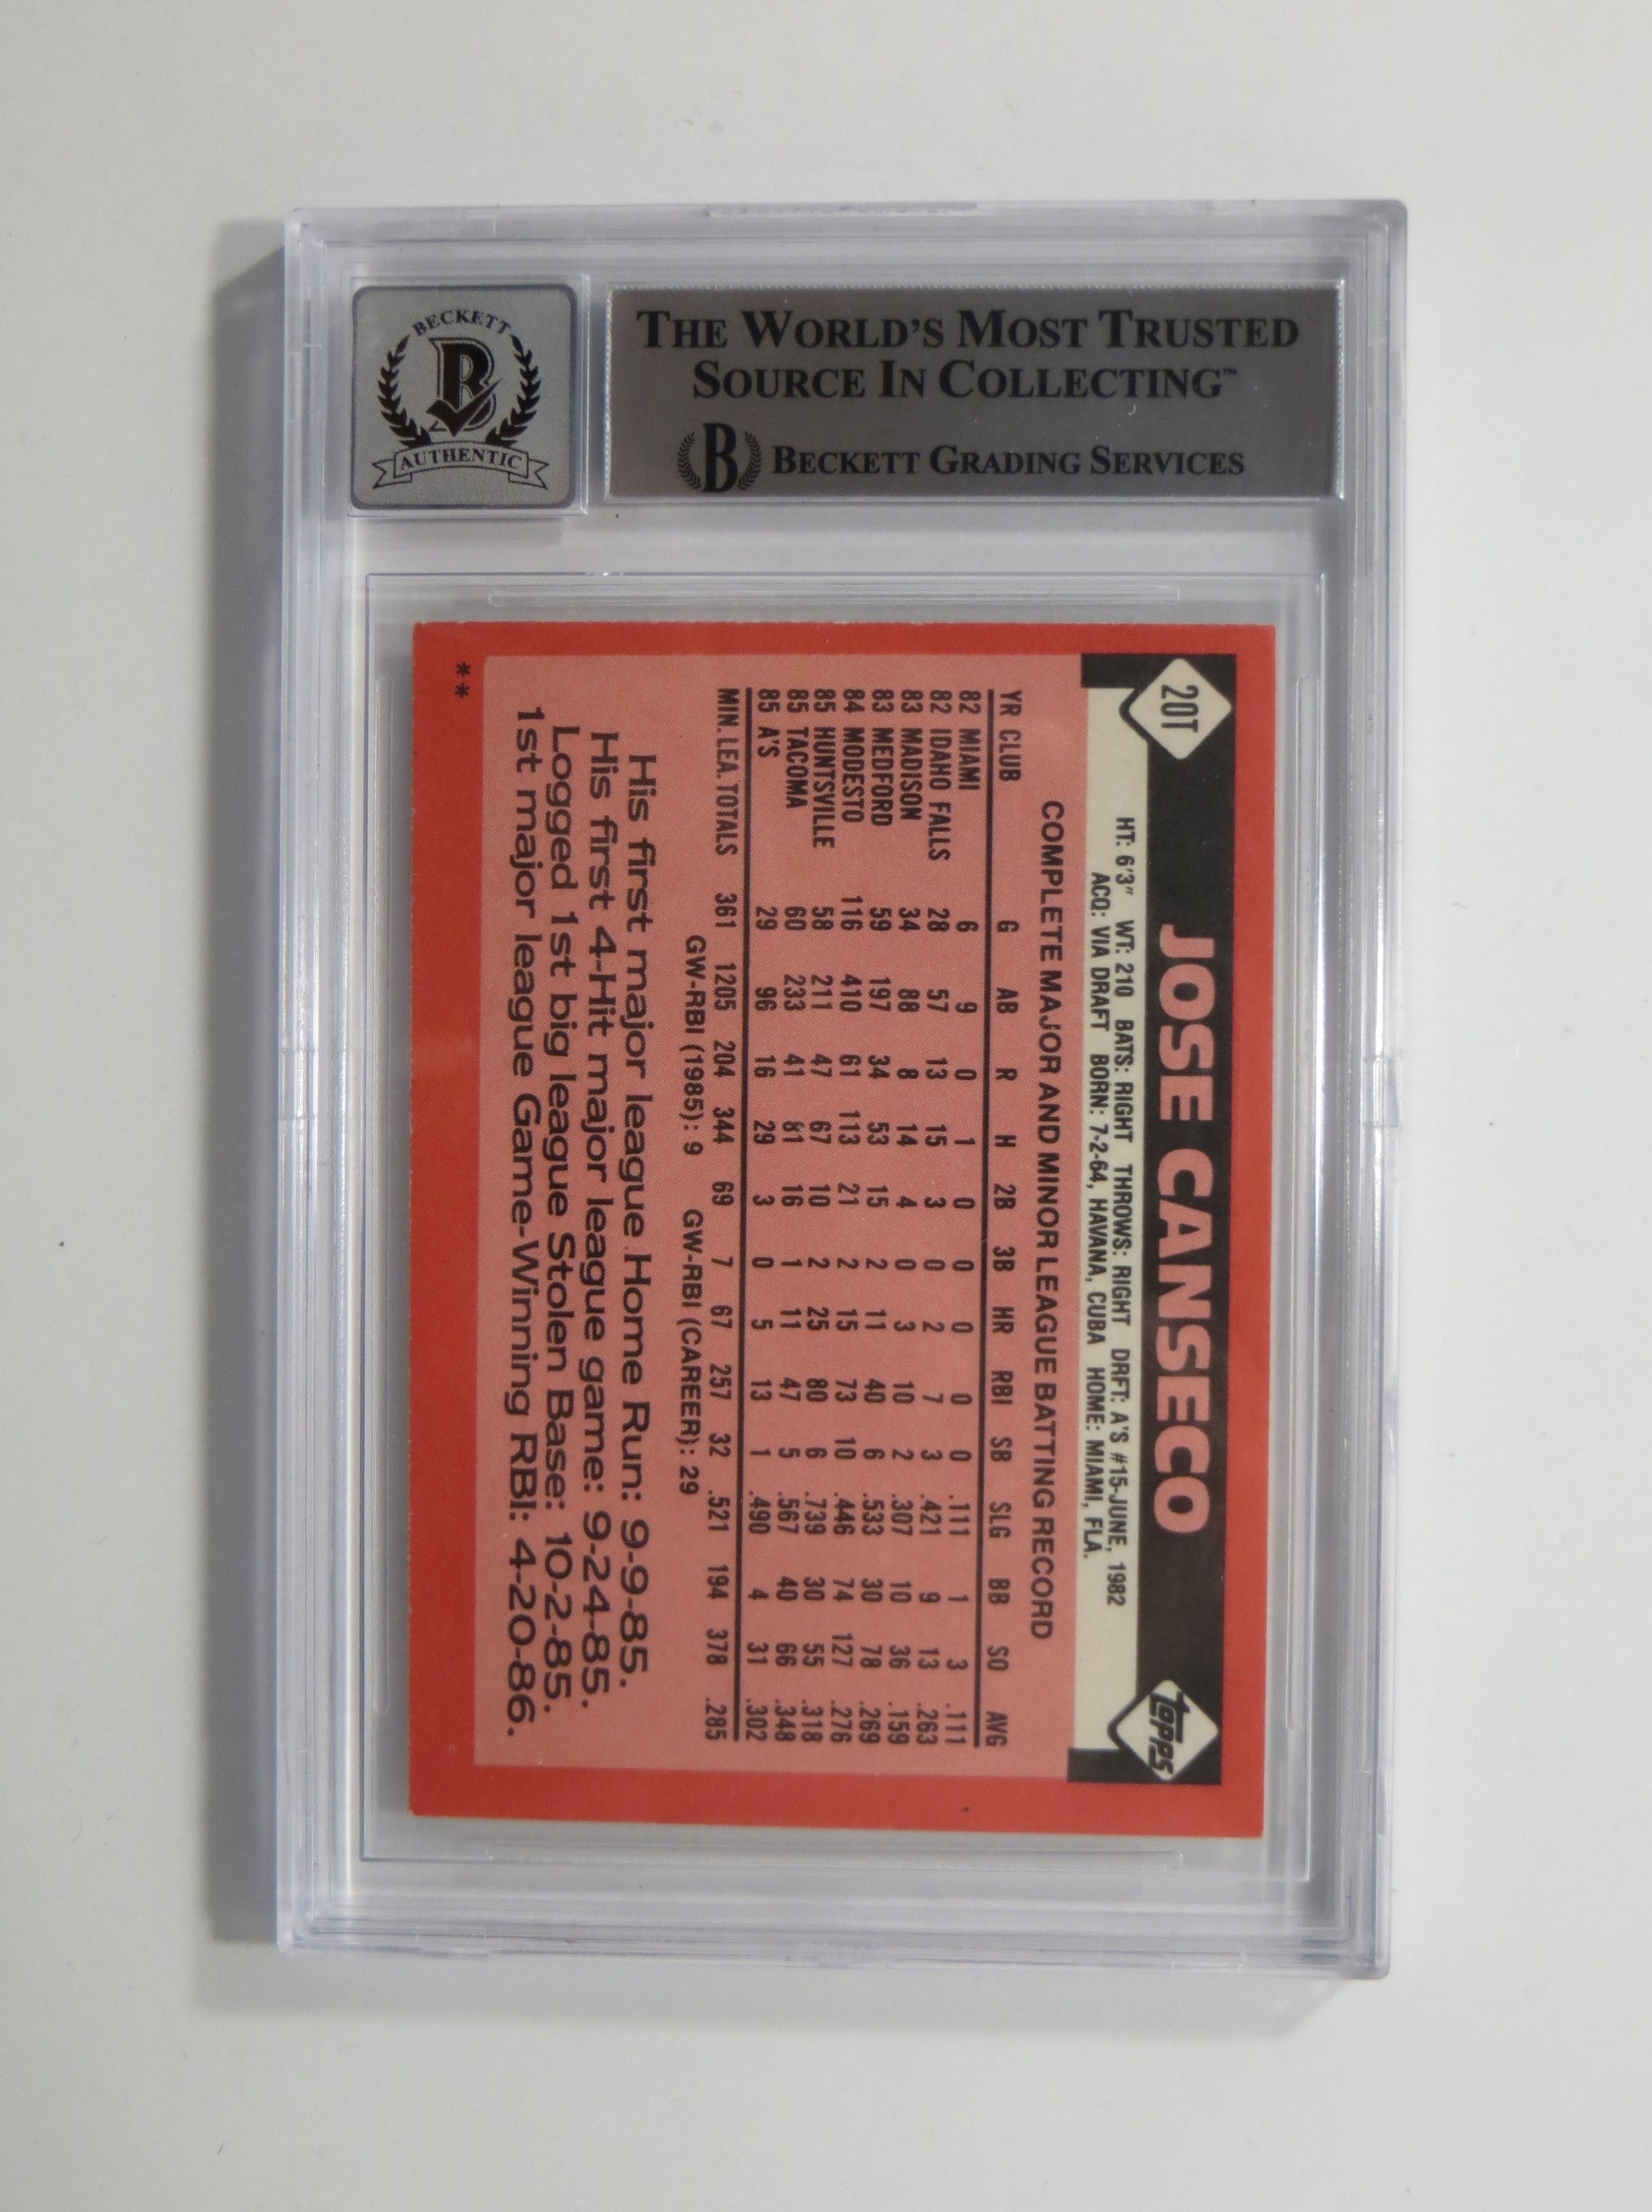 BECKETT
AUTHENTIC
THE WORLD'S MOST TRUSTED
SOURCE IN COLLECTING™
B BECKETT GRADING SERVICES
20T
JOSE CANSECO
topps
HT: 6'3" WT: 210 BATS: RIGHT THROWS: RIGHT DRFT: A'S #15-JUNE, 1982
ACQ: VIA DRAFT BORN: 7-2-64, HAVANA, CUBA HOME: MIAMI, FLA.
COMPLETE MAJOR AND MINOR LEAGUE BATTING RECORD
YR CLUB G AB R H 2B 3B HR RBI SB SLG BB SO AVG
82 MIAMI 6 9 0 1 0 0 0 0 0 .111 1 3 .111
82 IDAHO FALLS 28 57 13 15 3 0 2 7 3 .421 9 13 .263
83 MADISON 34 88 8 14 4 0 3 10 2 .307 10 36 .159
83 MEDFORD 59 197 34 53 15 2 11 40 6 .533 30 78 .269
84 MODESTO 116 410 61 113 21 2 15 73 10 .446 74 127 .276
85 HUNTSVILLE 58 211 47 67 10 2 25 80 6 .739 30 55 .318
85 TACOMA 60 233 41 81 16 1 11 47 5 .567 40 66 .348
85 A'S 29 96 16 29 3 0 5 13 1 .490 4 31 .302
MIN. LEA. TOTALS 361 1205 204 344 69 7 67 257 32 .521 194 378 .285
GW-RBI (1985): 9 GW-RBI (CAREER): 29
His first major league Home Run: 9-9-85.
His first 4-Hit major league game: 9-24-85.
Logged 1st big league Stolen Base: 10-2-85.
1st major league Game-Winning RBI: 4-20-86.
**